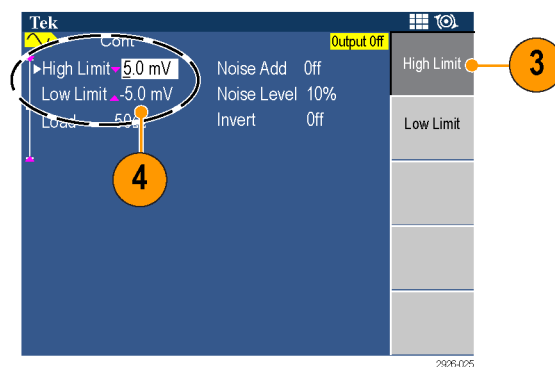 Tek
Cont
Output Off
High Limit 5.0 mV
Noise Add Off
Low Limit -5.0 mV
Noise Level 10%
Load 50Ω
Invert Off
High Limit
Low Limit
3
4
2926-025